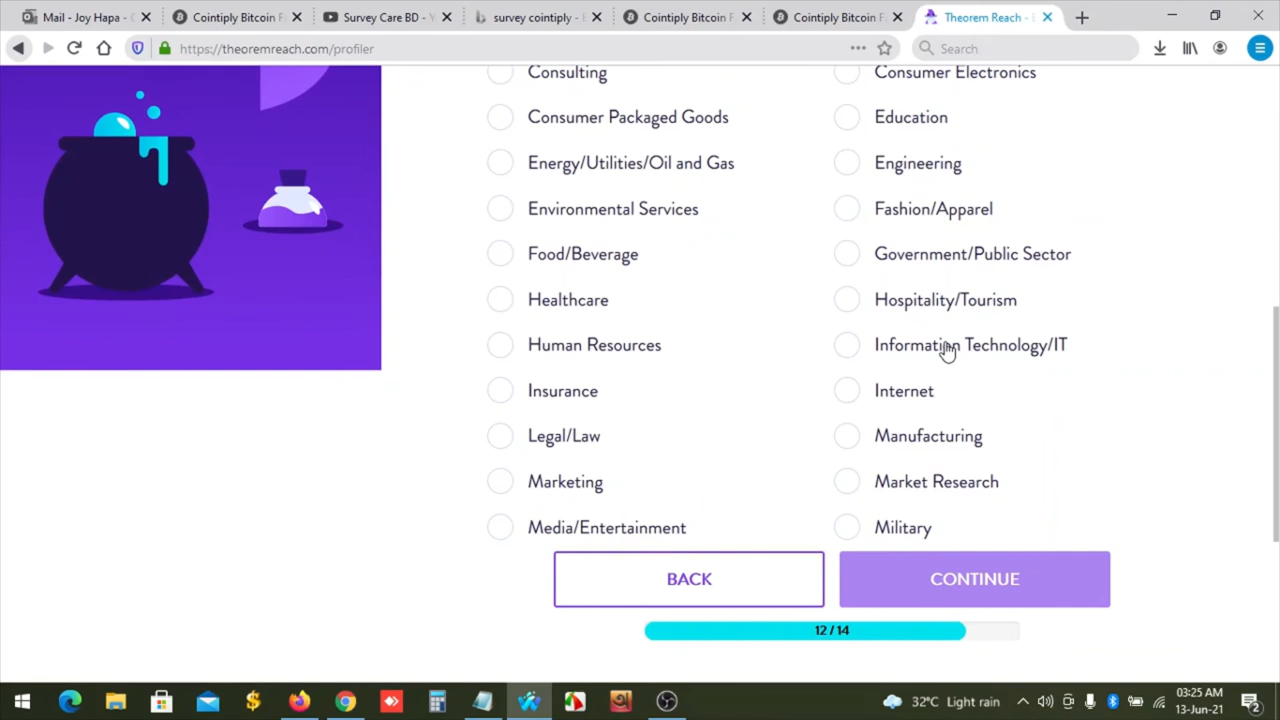 Mail - Joy Hapa - O
Cointiply Bitcoin F
Survey Care BD - Y
survey cointiply - E
Cointiply Bitcoin F
Cointiply Bitcoin F
Theorem Reach - E
https://theoremreach.com/profiler
Search
Consulting
Consumer Electronics
Consumer Packaged Goods
Education
Energy/Utilities/Oil and Gas
Engineering
Environmental Services
Fashion/Apparel
Food/Beverage
Government/Public Sector
Healthcare
Hospitality/Tourism
Human Resources
Information Technology/IT
Insurance
Internet
Legal/Law
Manufacturing
Marketing
Market Research
Media/Entertainment
Military
BACK
CONTINUE
12 / 14
32°C Light rain
03:25 AM
13-Jun-21
2